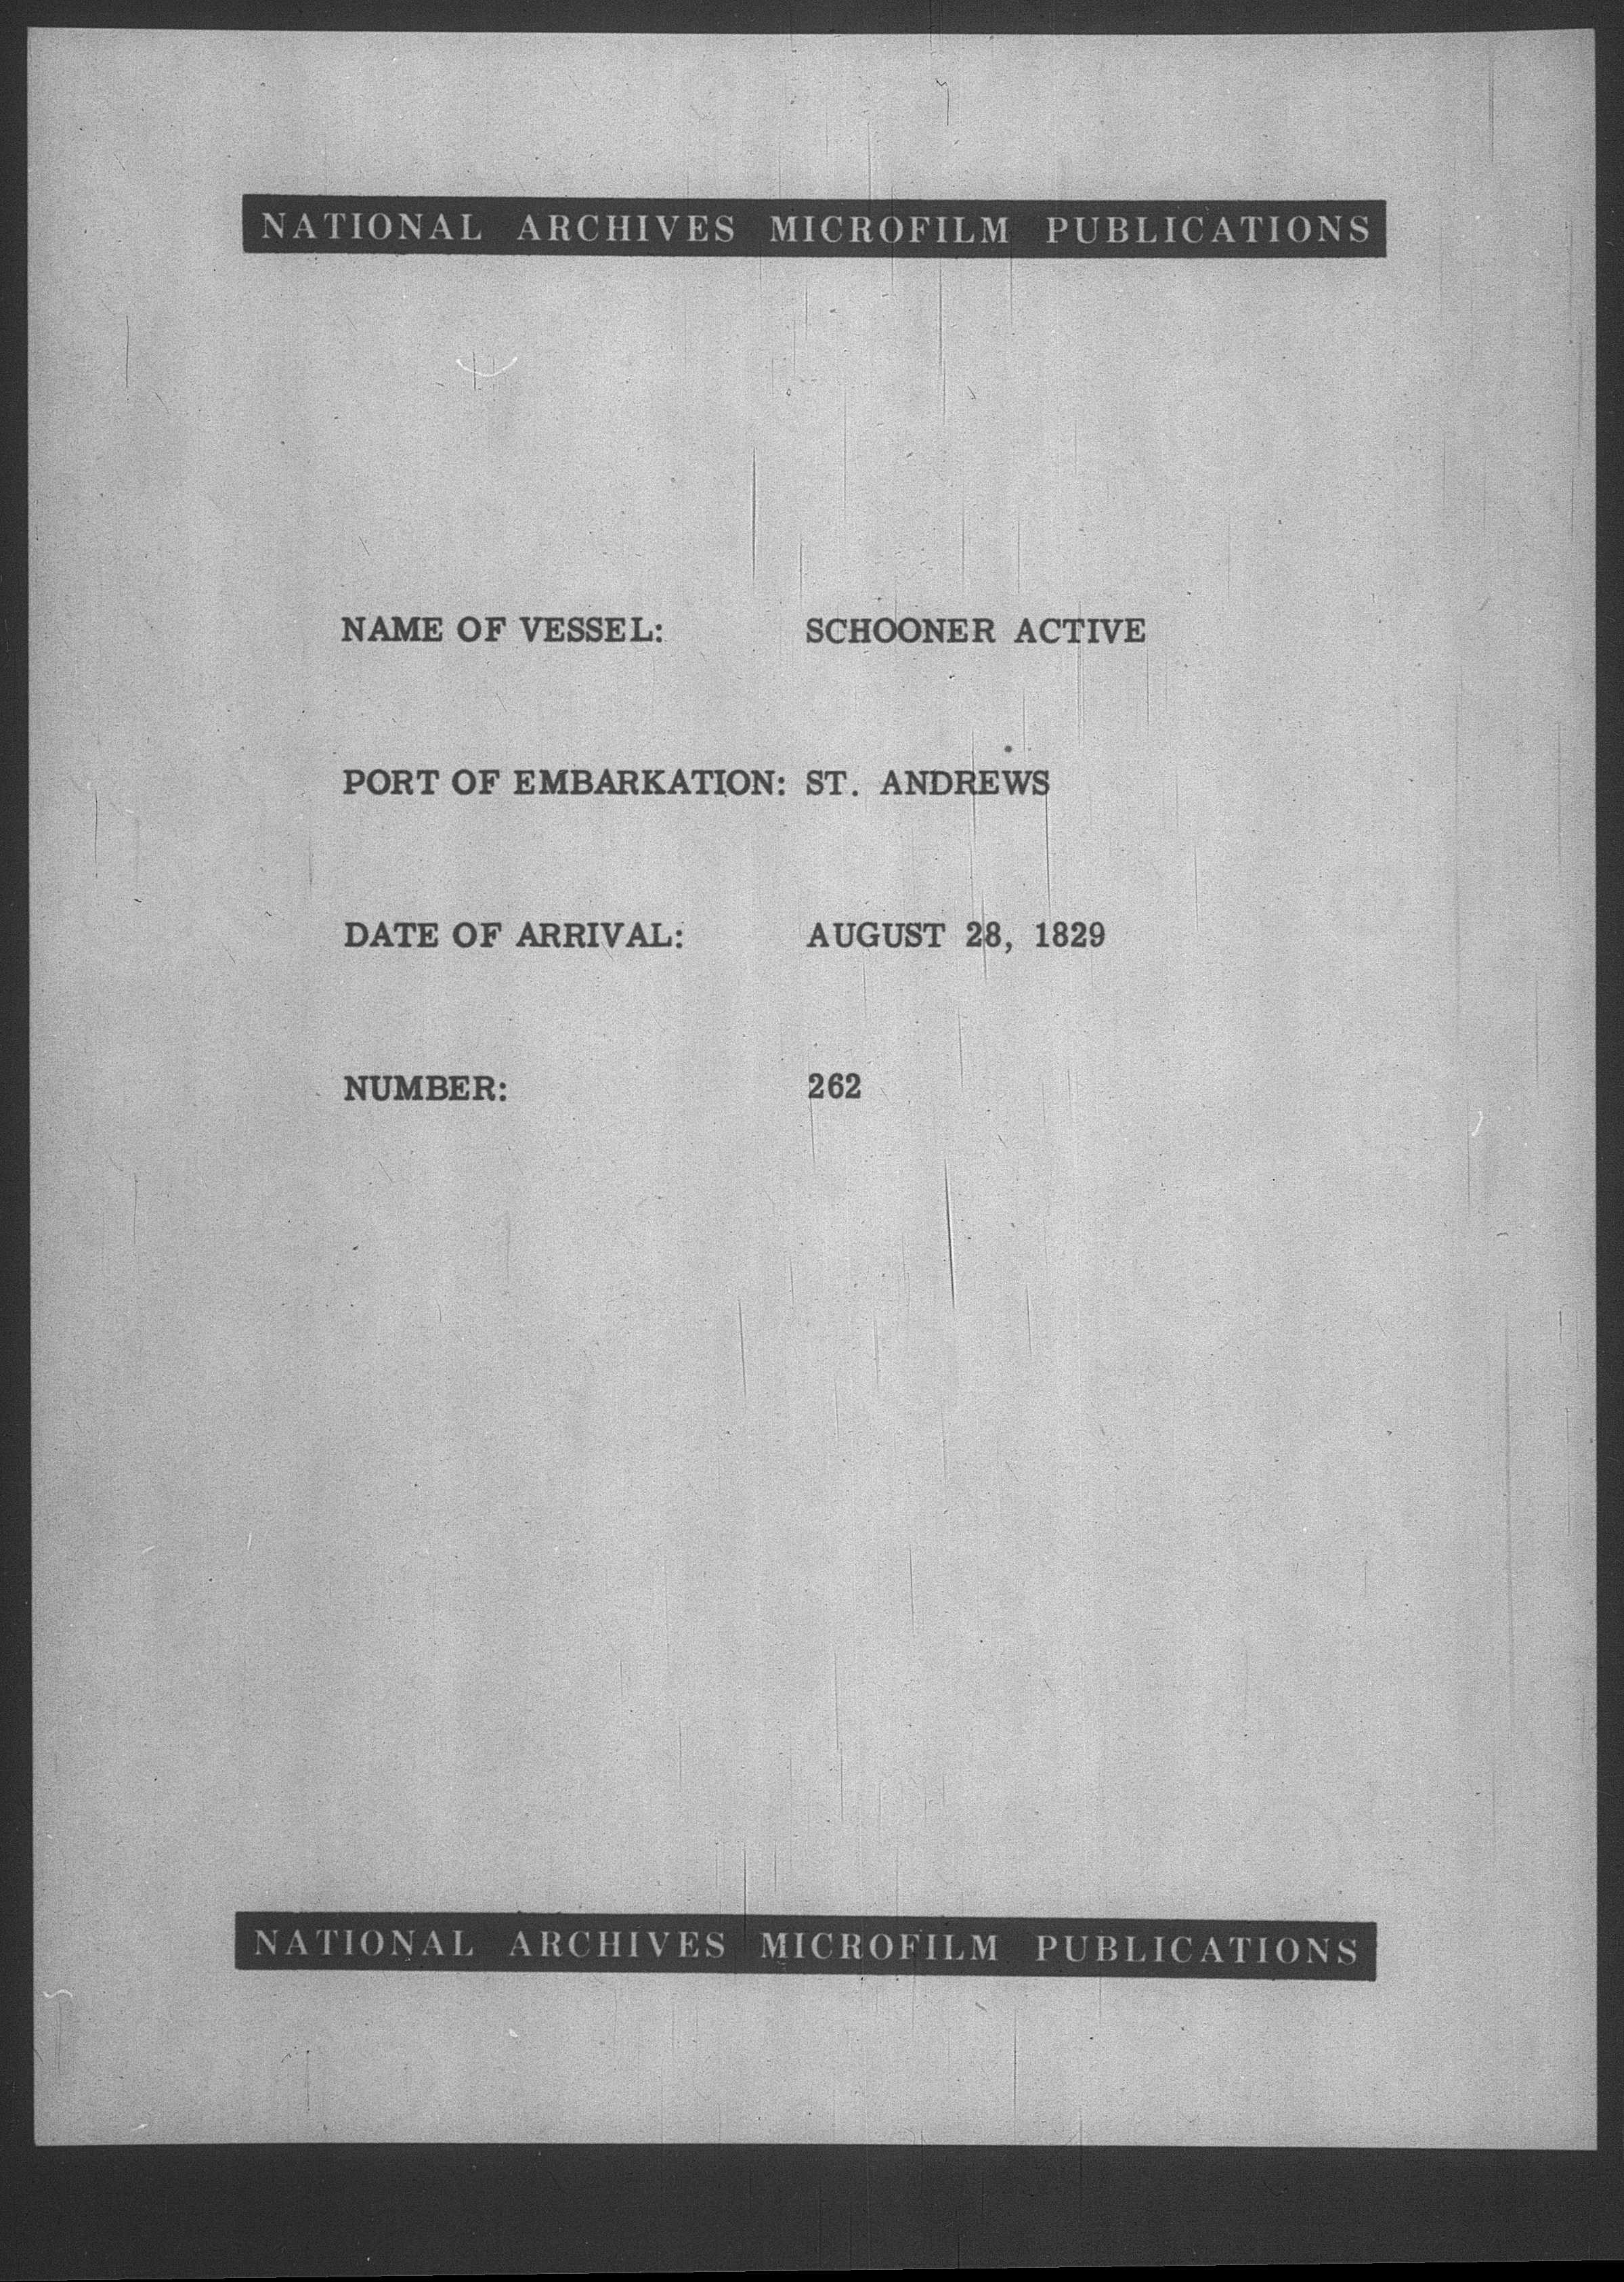 NATIONAL ARCHIVES MICROFILM PUBLICATIONS
NAME OF VESSEL: SCHOONER ACTIVE
PORT OF EMBARKATION: ST. ANDREWS
DATE OF ARRIVAL: AUGUST 28, 1829
NUMBER: 262
NATIONAL ARCHIVES MICROFILM PUBLICATIONS